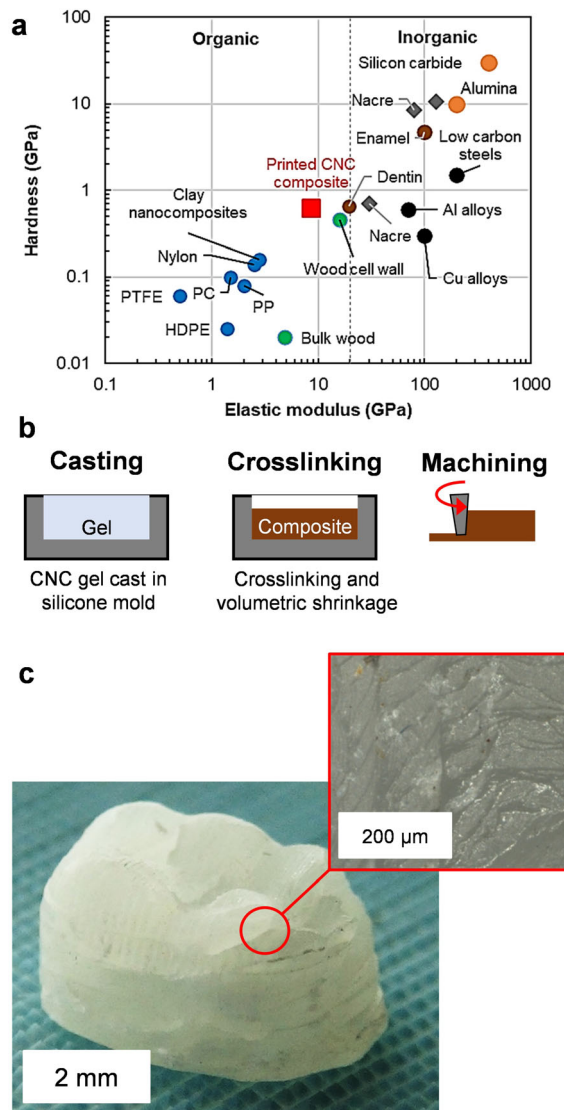 a
Organic
Inorganic
Hardness (GPa)
1000
100
10
1
0.1
0.01
Silicon carbide
Alumina
Nacre
Enamel
Low carbon
steels
Printed CNC
composite
Dentin
Clay
nanocomposites
Nacre
Al alloys
Nylon
Wood cell wall
Cu alloys
PTFE
PC
PP
HDPE
Bulk wood
0.1
1
10
100
1000
Elastic modulus (GPa)
b
Casting
Crosslinking
Machining
Gel
Composite
CNC gel cast in
silicone mold
Crosslinking and
volumetric shrinkage
c
200 µm
2 mm